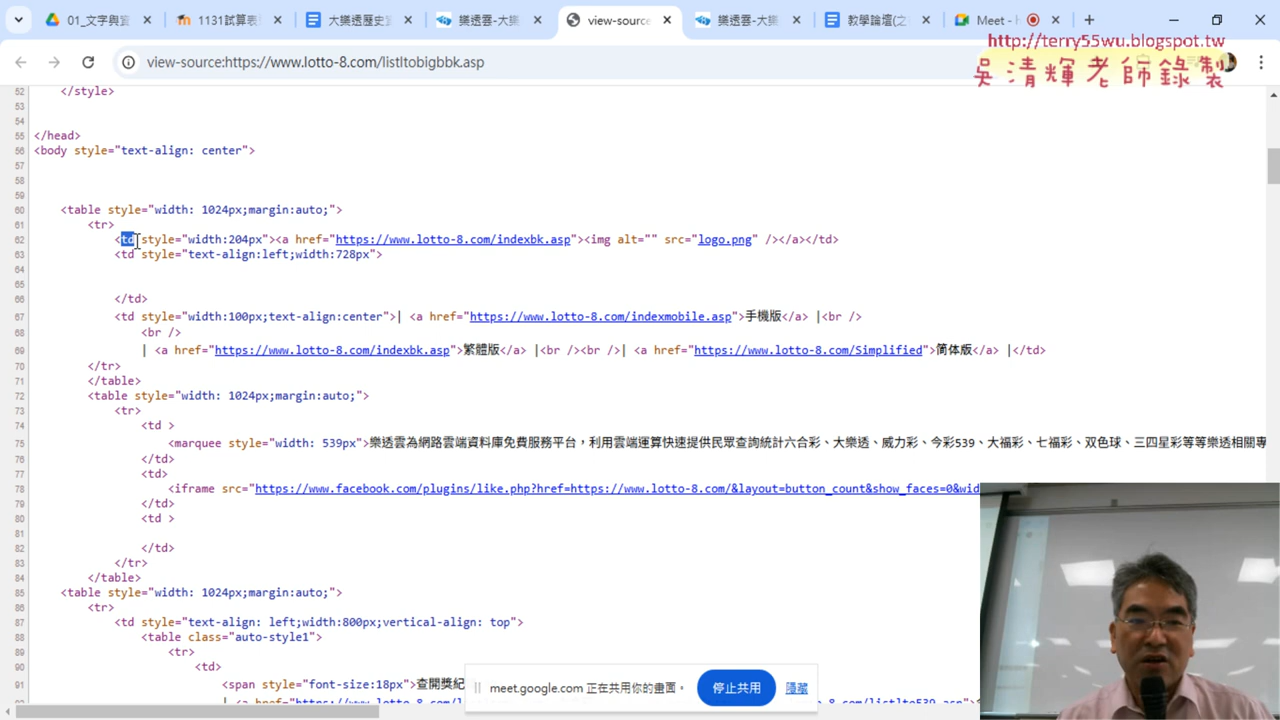 01_文字與資
1131試算表
大樂透歷史資
樂透雲-大樂
view-source
樂透雲-大樂
教學論壇(之
Meet -
http://terry55wu.blogspot.tw
view-source:https://www.lotto-8.com/listltobigbbk.asp
吳清輝老師錄製
52 </style>
53
54
55 </head>
56 <body style="text-align: center">
57
58
59
60 <table style="width: 1024px;margin:auto;">
61 <tr>
62 <td style="width:204px"><a href="https://www.lotto-8.com/indexbk.asp"><img alt="" src="logo.png" /></a></td>
63 <td style="text-align:left;width:728px">
64
65
66 </td>
67 <td style="width:100px;text-align:center">| <a href="https://www.lotto-8.com/indexmobile.asp">手機版</a> |<br />
68 <br />
69 | <a href="https://www.lotto-8.com/indexbk.asp">繁體版</a> |<br /><br />| <a href="https://www.lotto-8.com/Simplified">简体版</a> |</td>
70 </tr>
71 </table>
72 <table style="width: 1024px;margin:auto;">
73 <tr>
74 <td >
75 <marquee style="width: 539px">樂透雲為網路雲端資料庫免費服務平台，利用雲端運算快速提供民眾查詢統計六合彩、大樂透、威力彩、今彩539、大福彩、七福彩、双色球、三四星彩等等樂透相關專
76 </td>
77 <td>
78 <iframe src="https://www.facebook.com/plugins/like.php?href=https://www.lotto-8.com/&layout=button_count&show_faces=0&wid
79 </td>
80 <td >
81
82 </td>
83 </tr>
84 </table>
85 <table style="width: 1024px;margin:auto;">
86 <tr>
87 <td style="text-align: left;width:800px;vertical-align: top">
88 <table class="auto-style1">
89 <tr>
90 <td>
91 <span style="font-size:18px">查開獎紀
meet.google.com 正在共用你的畫面。
停止共用
隱藏